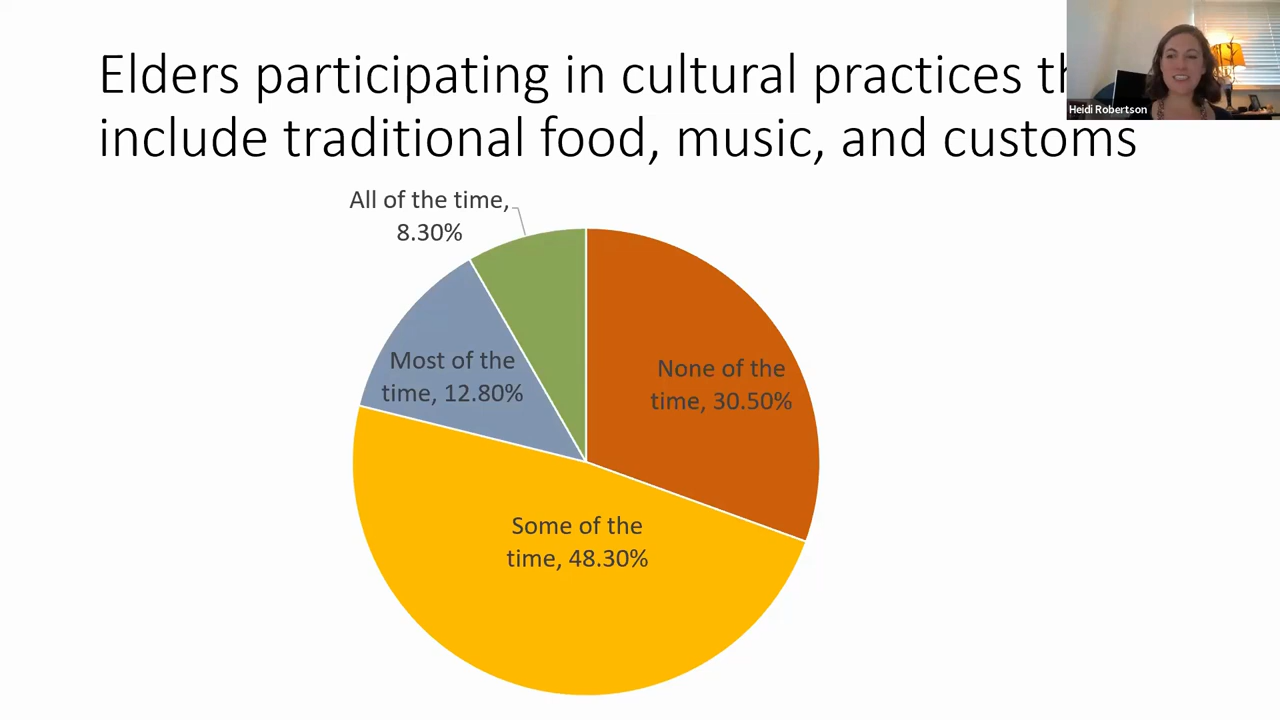 Elders participating in cultural practices
include traditional food, music, and customs
Heidi Robertson
All of the time,
8.30%
Most of the
time, 12.80%
None of the
time, 30.50%
Some of the
time, 48.30%